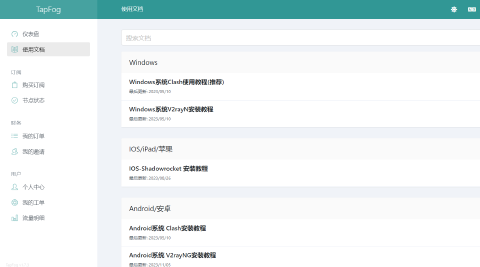 TapFog
使用文档
仪表盘
使用文档
订阅
购买订阅
节点状态
财务
我的订单
我的邀请
用户
个人中心
我的工单
流量明细
搜索文档
Windows
Windows系统Clash使用教程(推荐)
最后更新: 2023/05/10
Windows系统V2rayN安装教程
最后更新: 2023/05/10
IOS/iPad/苹果
IOS-Shadowrocket 安装教程
最后更新: 2023/08/26
Android/安卓
Android系统 Clash安装教程
最后更新: 2023/05/10
Android系统 V2rayNG安装教程
最后更新: 2023/11/05